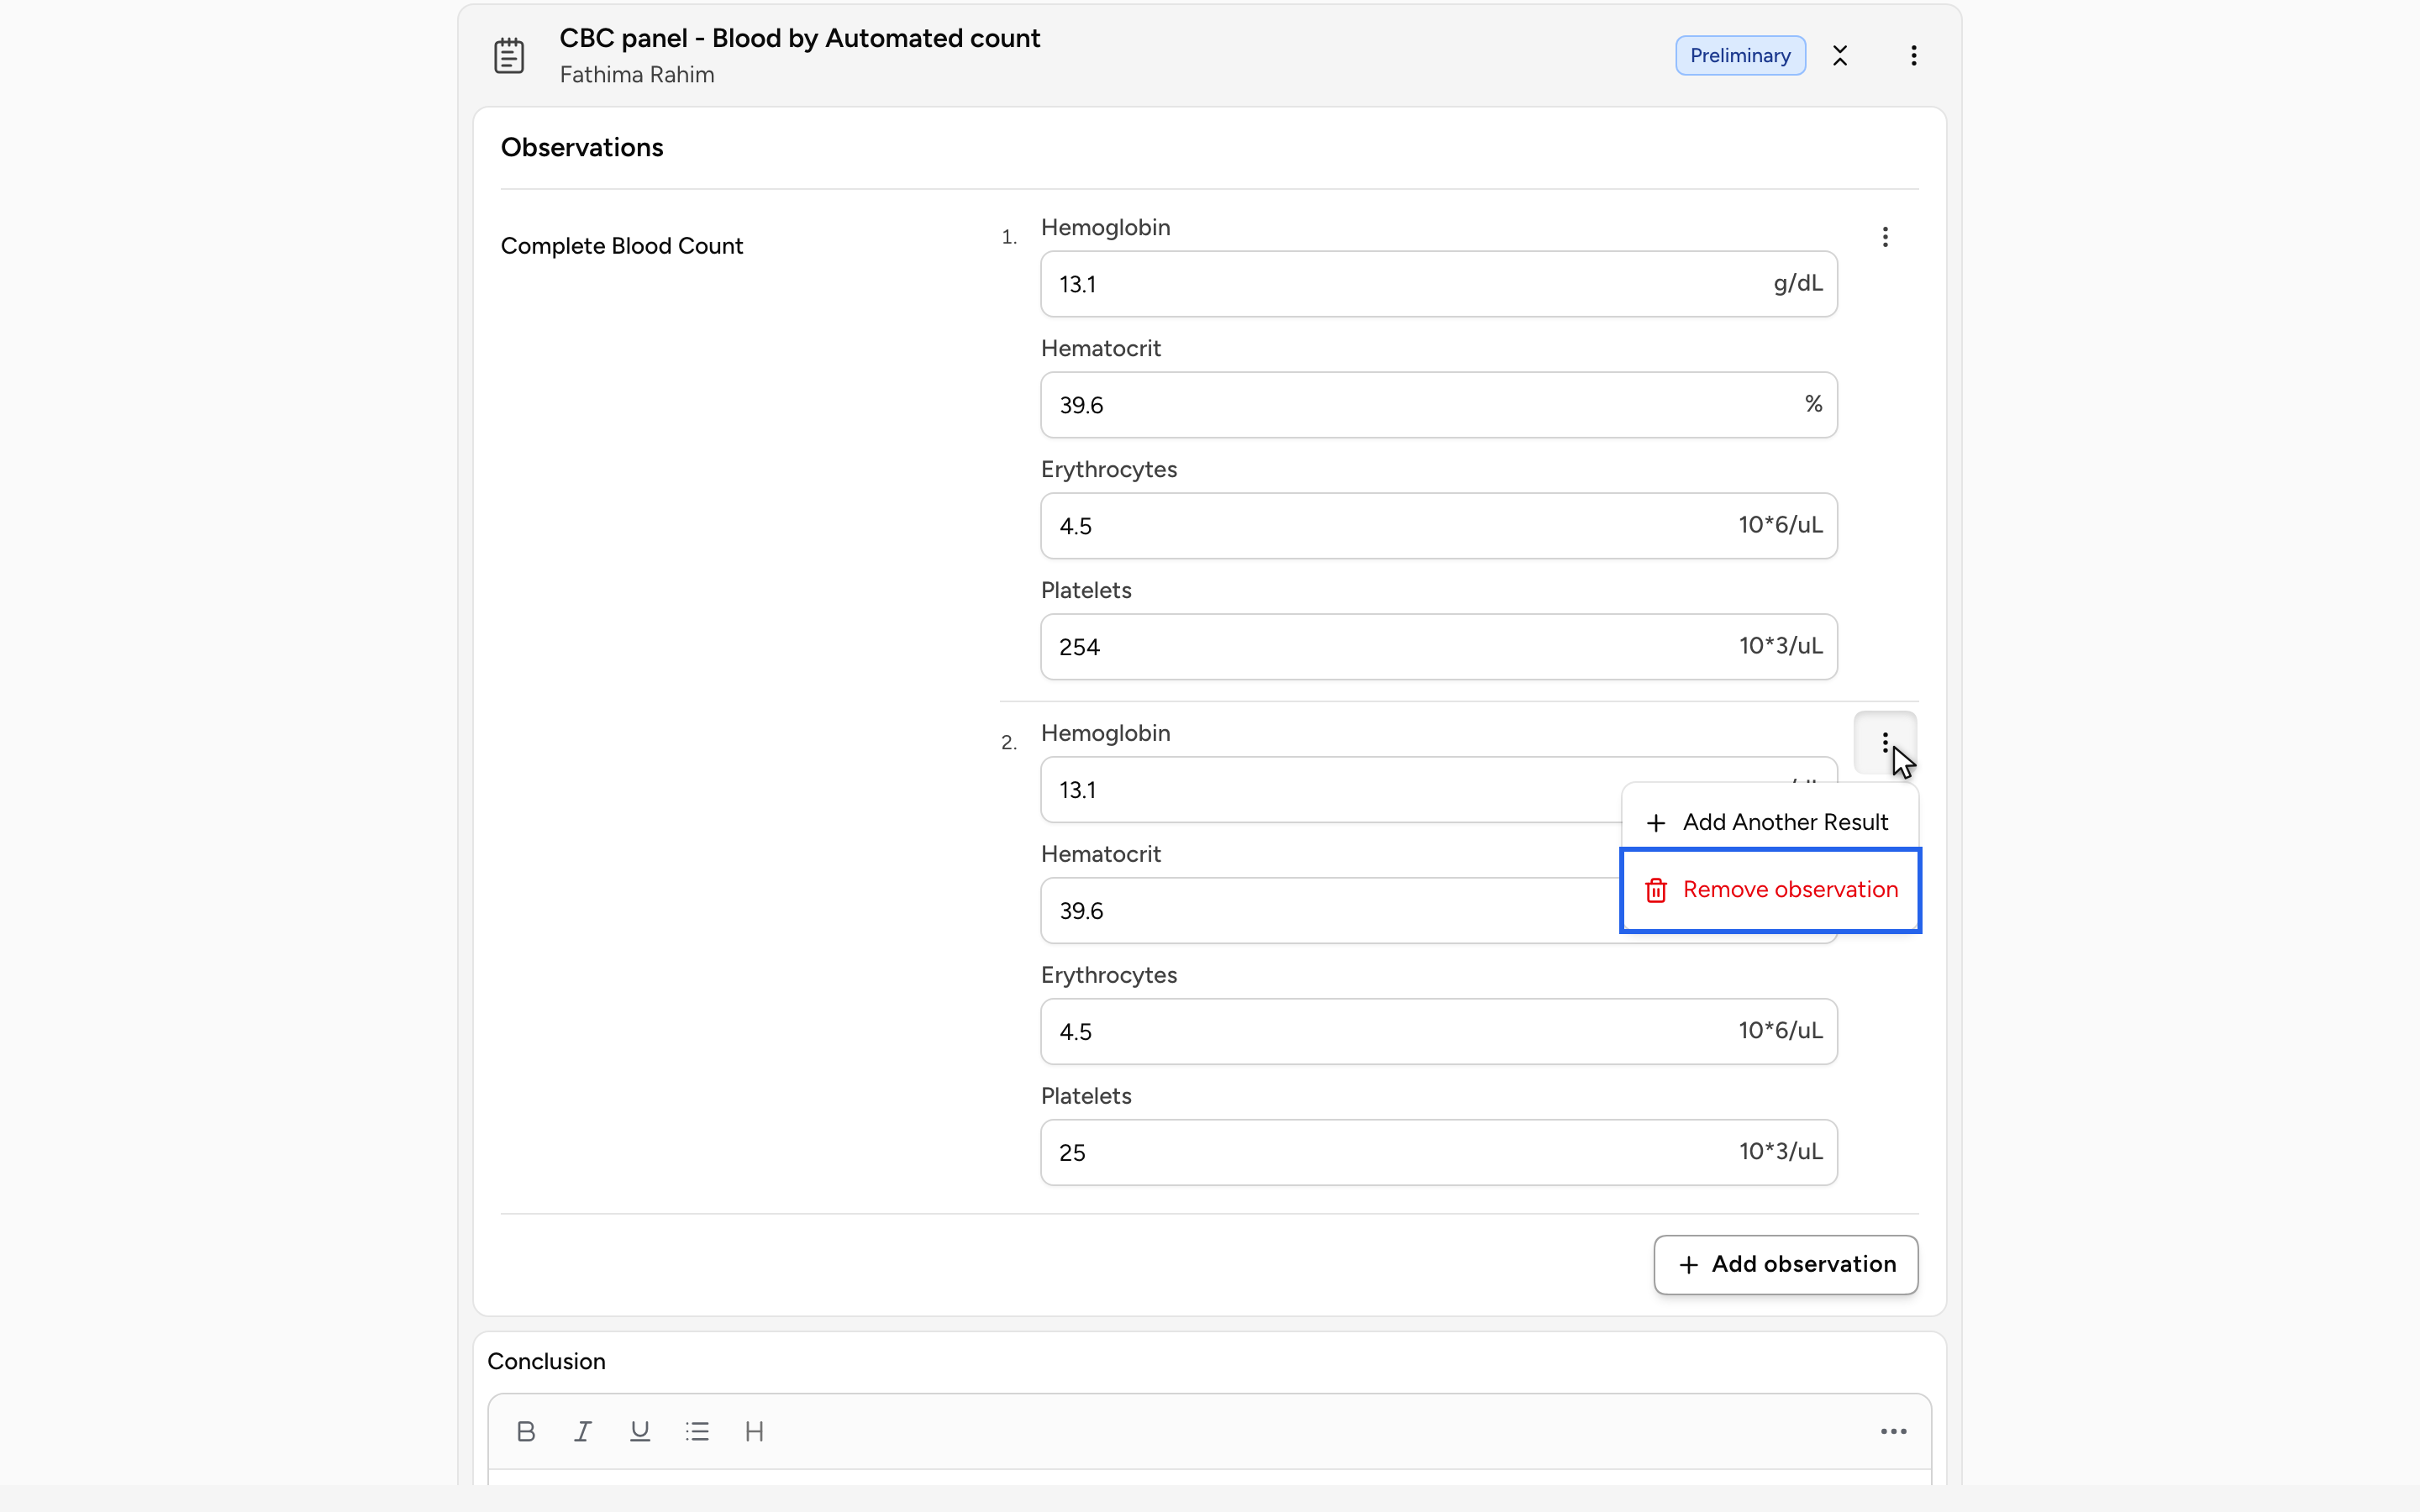 CBC panel - Blood by Automated count
Fathima Rahim
Preliminary
Observations
Complete Blood Count
1.
Hemoglobin
13.1 g/dL
Hematocrit
39.6 %
Erythrocytes
4.5 10*6/uL
Platelets
254 10*3/uL
2.
Hemoglobin
13.1
Add Another Result
Hematocrit
Remove observation
39.6
Erythrocytes
4.5 10*6/uL
Platelets
25 10*3/uL
Add observation
Conclusion
B I U H